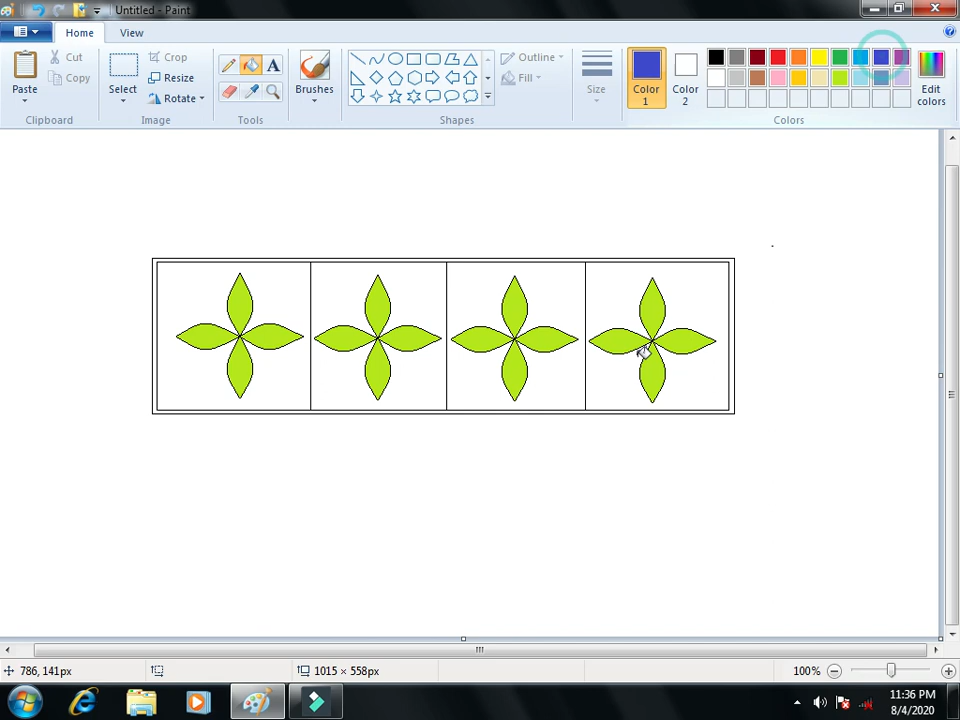 Untitled - Paint
Home
View
Paste
Cut
Copy
Clipboard
Select
Crop
Resize
Rotate
Image
A
Tools
Brushes
Outline
Fill
Shapes
Size
Color 1
Color 2
Edit colors
Colors
786, 141px
1015 × 558px
100%
11:36 PM
8/4/2020